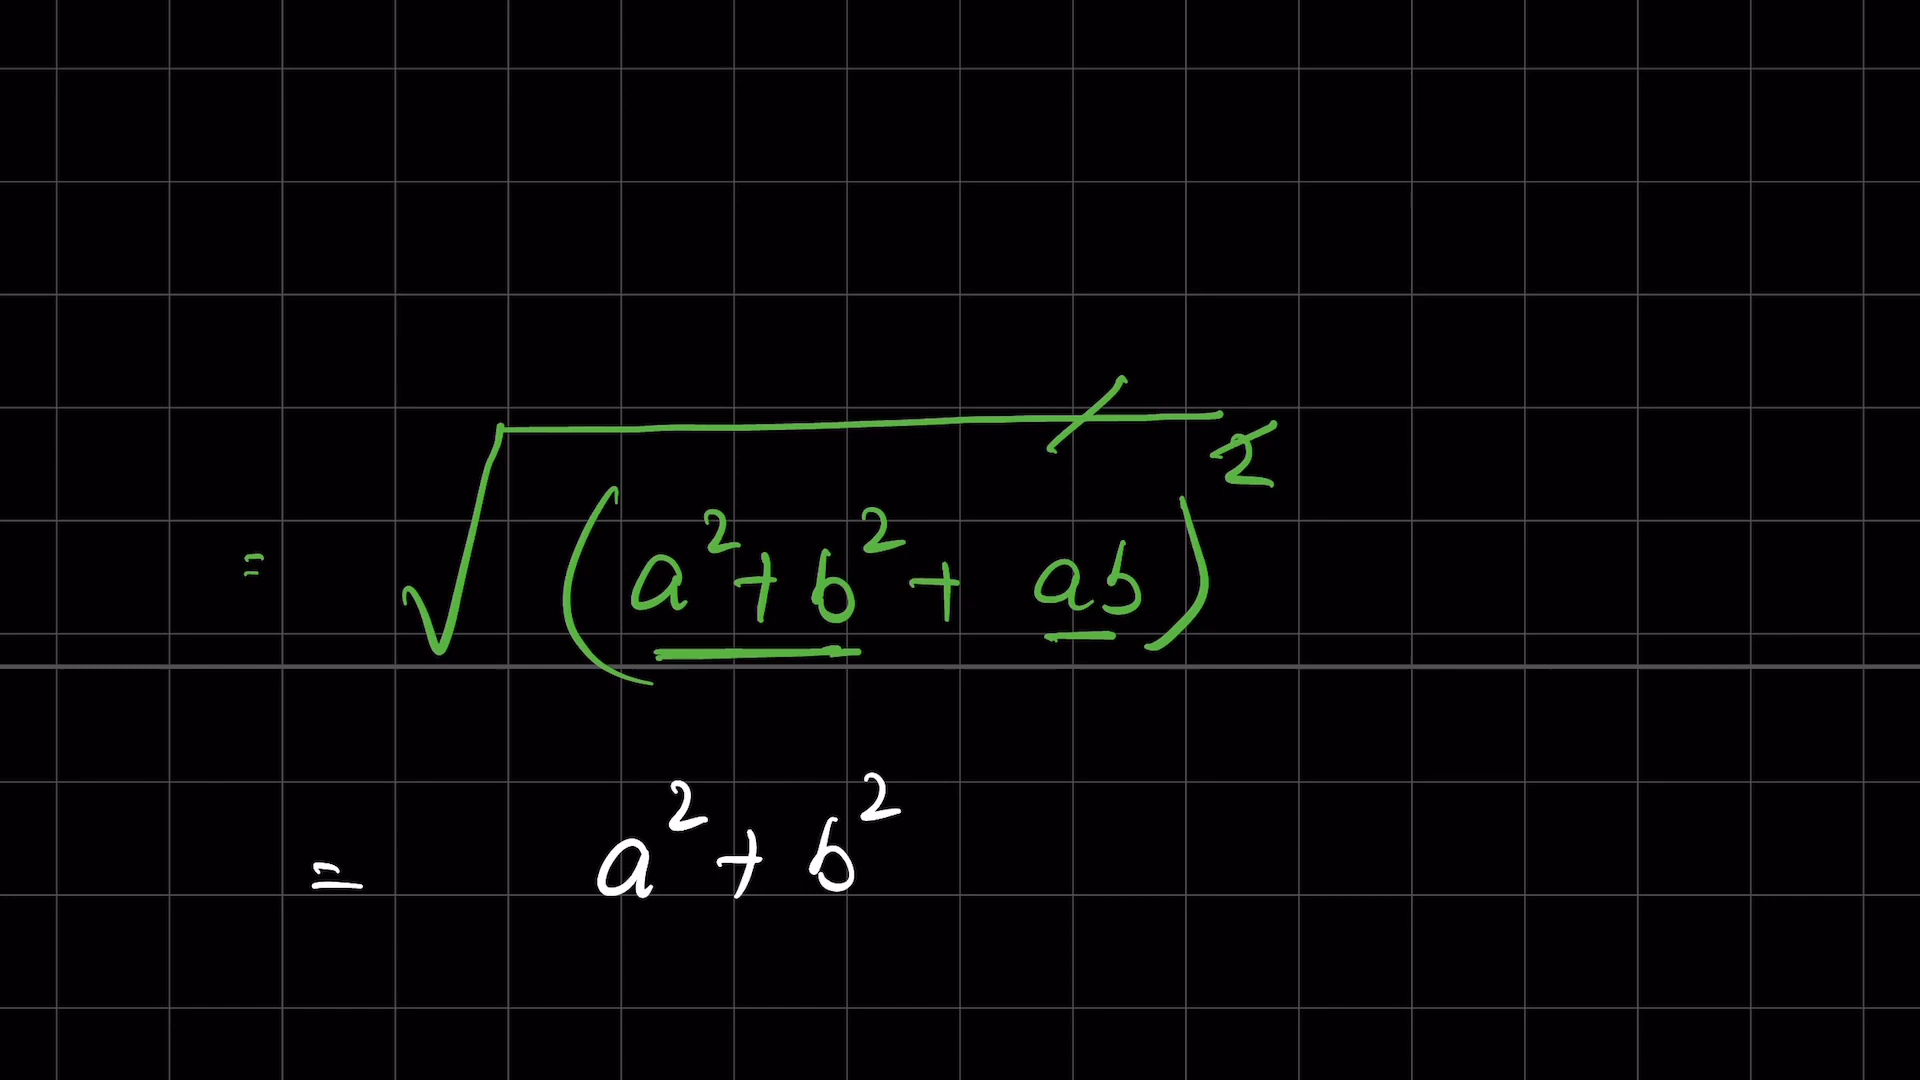 = √(a²+b²+ ab)²
= a²+ b²